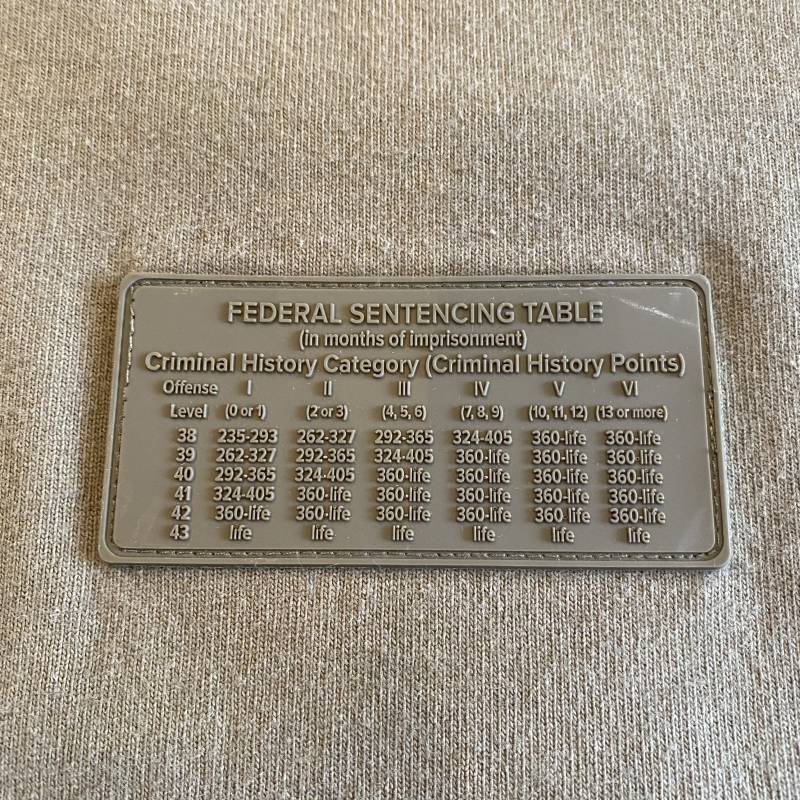 FEDERAL SENTENCING TABLE
(in months of imprisonment)
Criminal History Category (Criminal History Points)
Offense I II III IV V VI
Level (0 or 1) (2 or 3) (4, 5, 6) (7, 8, 9) (10, 11, 12) (13 or more)
38 235-293 262-327 292-365 324-405 360-life 360-life
39 262-327 292-365 324-405 360-life 360-life 360-life
40 292-365 324-405 360-life 360-life 360-life 360-life
41 324-405 360-life 360-life 360-life 360-life 360-life
42 360-life 360-life 360-life 360-life 360-life 360-life
43 life life life life life life